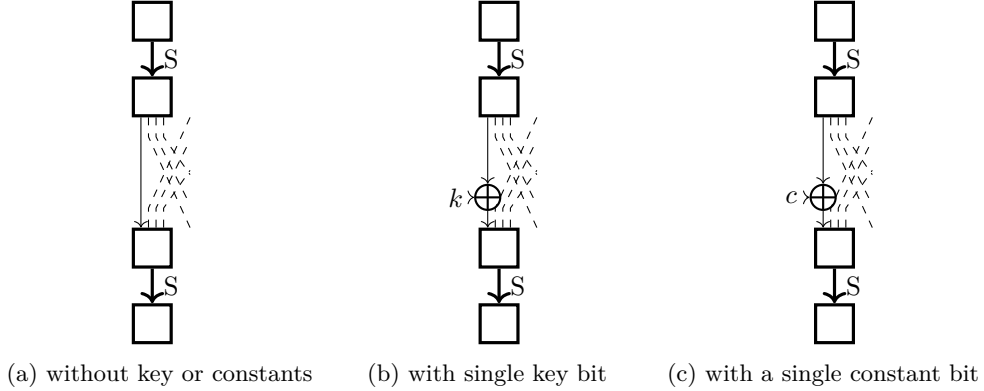 S S S
k c
S S S
(a) without key or constants (b) with single key bit (c) with a single constant bit